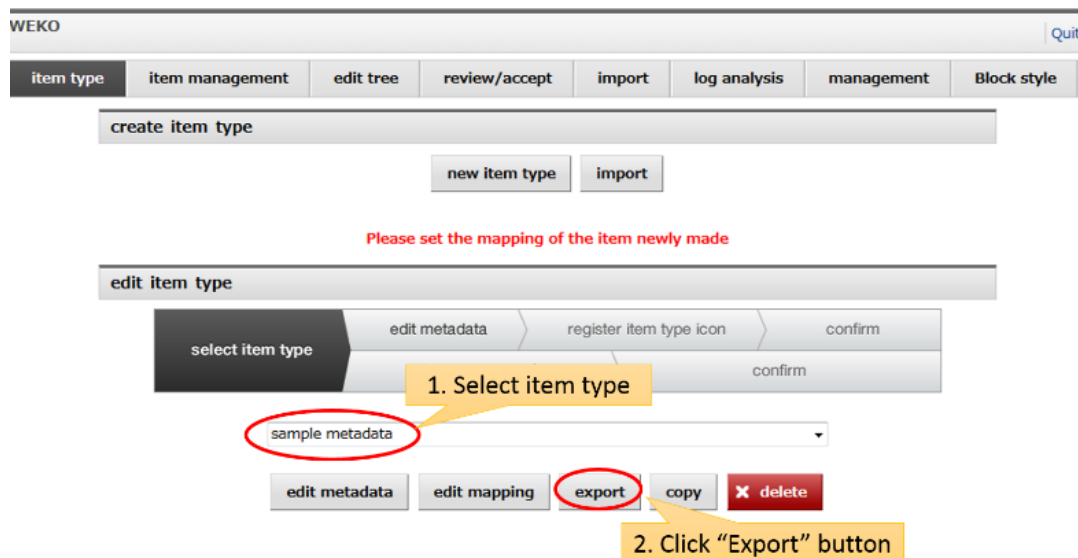 WEKO
Quit
item type item management edit tree review/accept import log analysis management Block style
create item type
new item type import
Please set the mapping of the item newly made
edit item type
select item type
edit metadata register item type icon confirm
confirm
1. Select item type
sample metadata
edit metadata edit mapping export copy delete
2. Click “Export” button